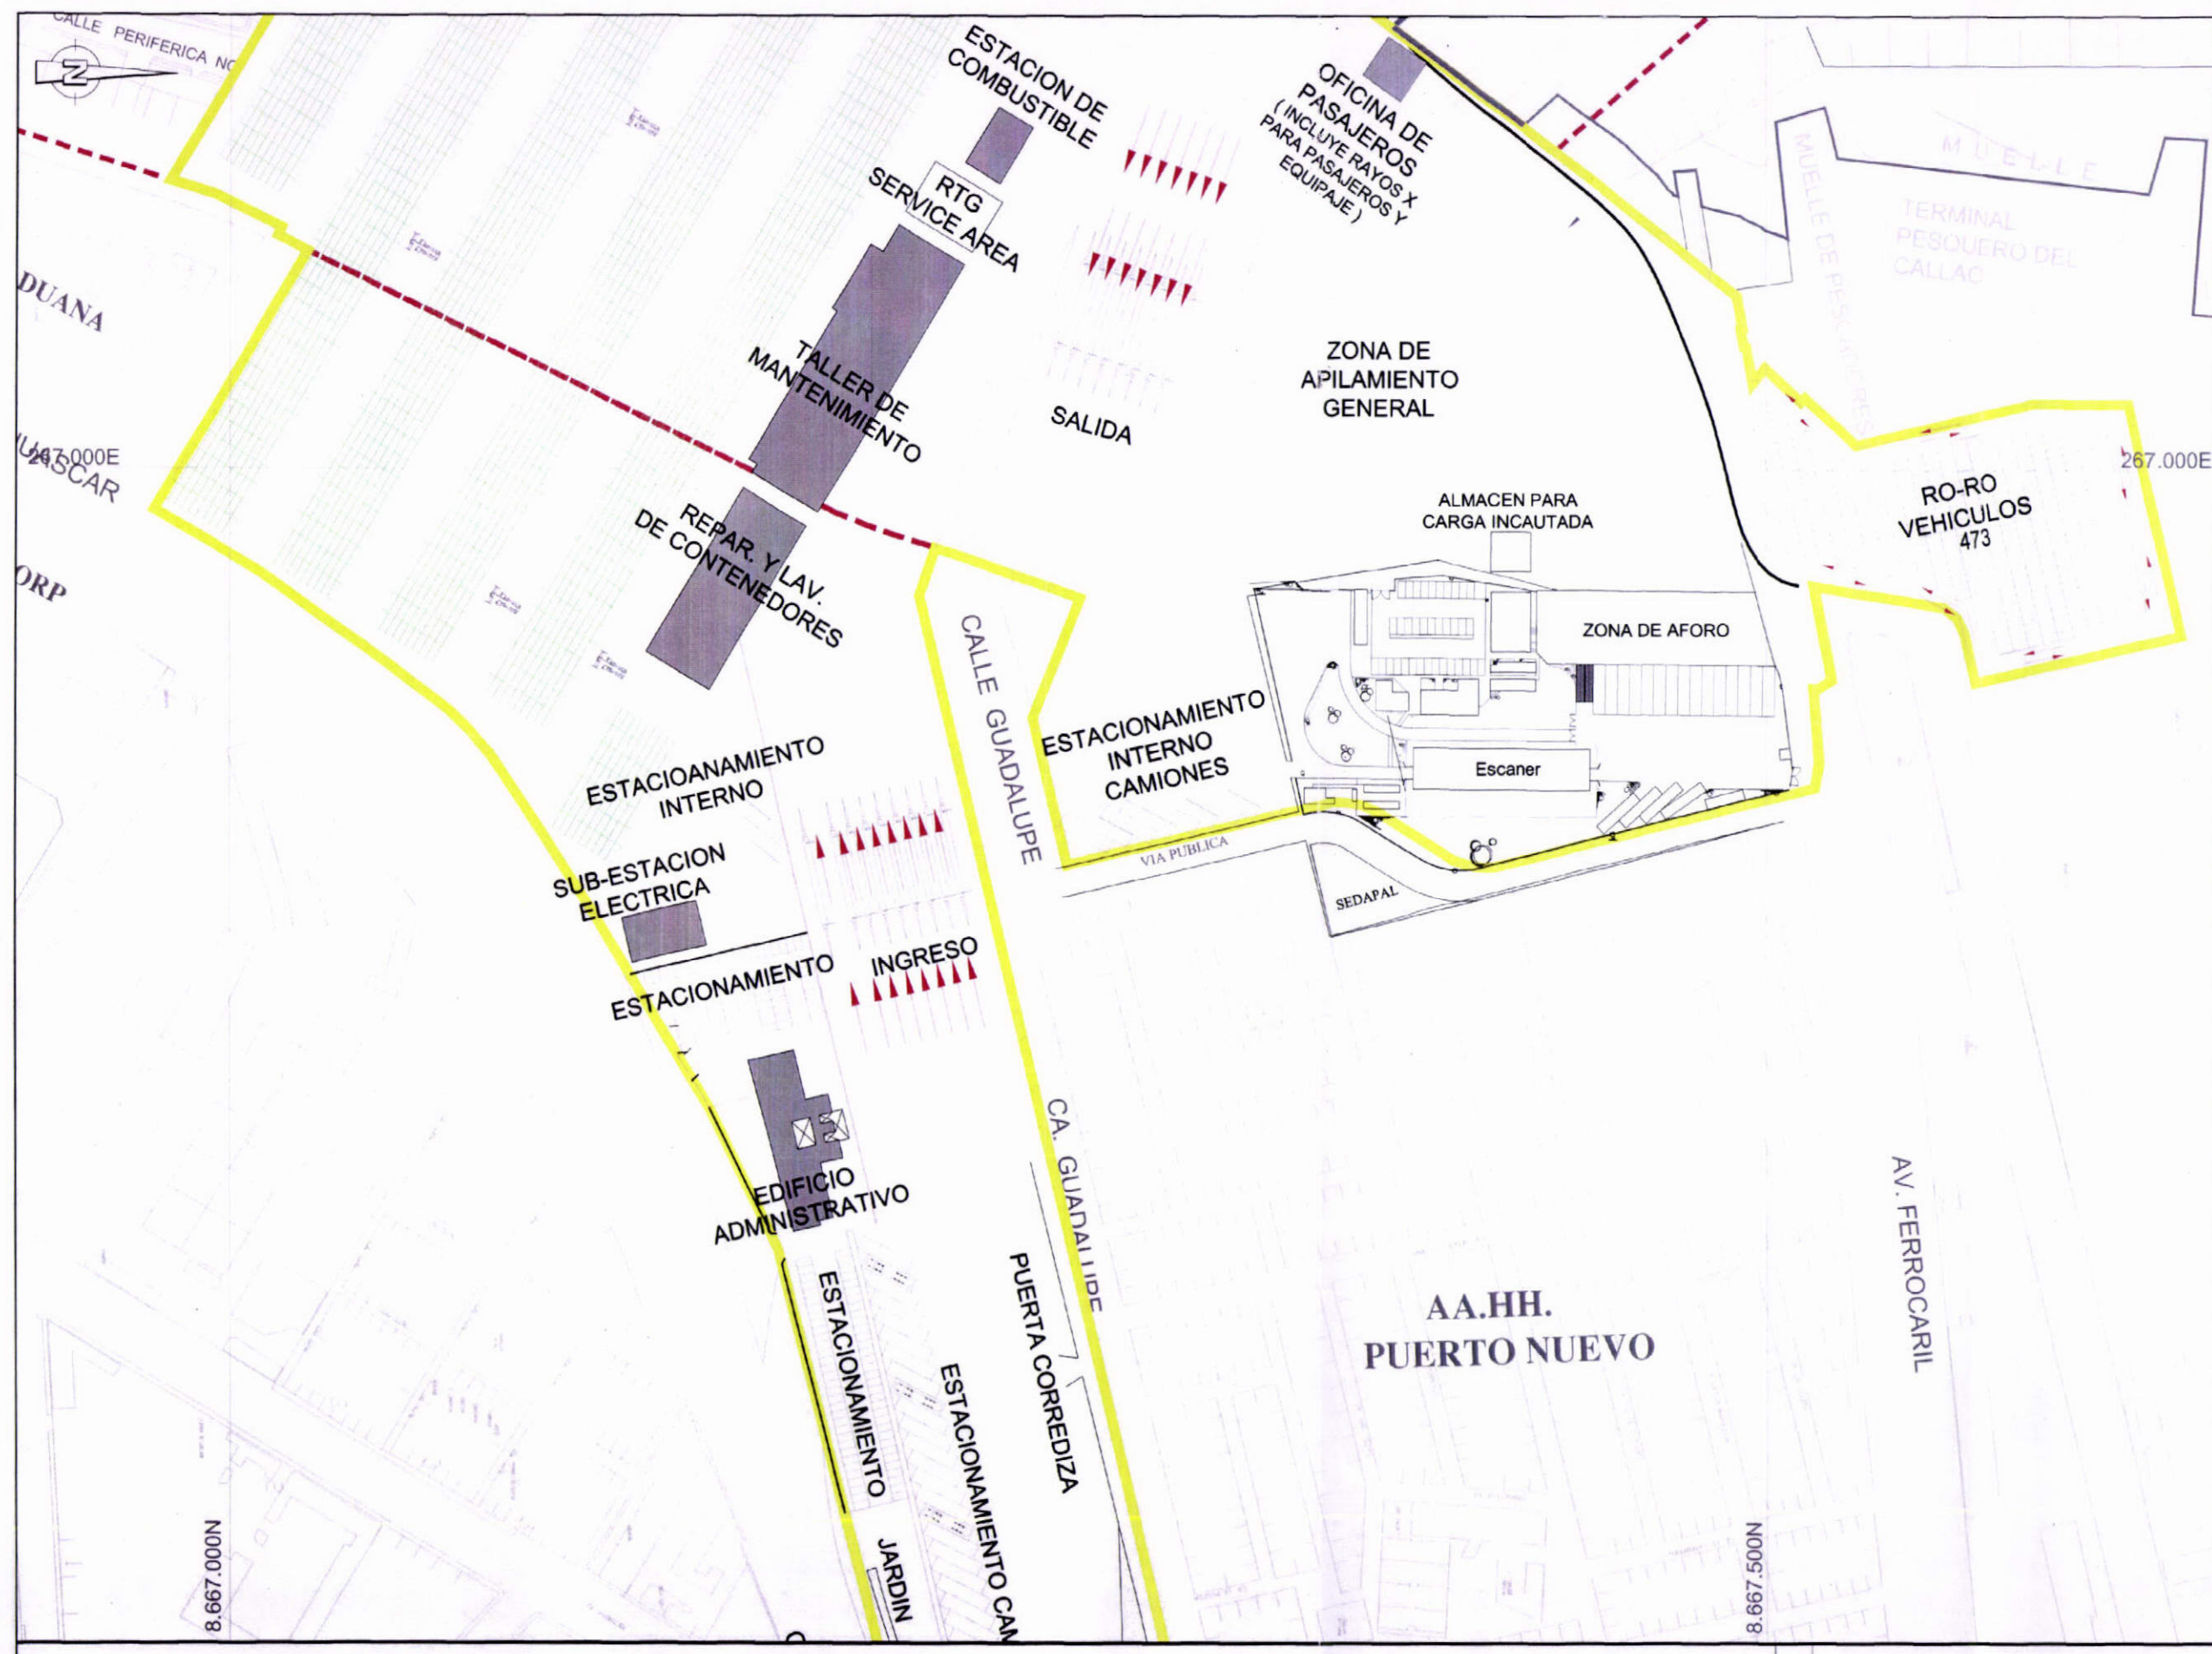 CALLE PERIFERICA NO
N
ESTACION DE
COMBUSTIBLE
RTG
SERVICE AREA
OFICINA DE
PASAJEROS
( INCLUYE RAYOS X
PARA PASAJEROS Y
EQUIPAJE )
MUELLE
MUELLE DE PESCADORES
TERMINAL
PESQUERO DEL
CALLAO
DUANA
TALLER DE
MANTENIMIENTO
SALIDA
ZONA DE
APILAMIENTO
GENERAL
267.000E
UASCAR
267.000E
RO-RO
VEHICULOS
473
ALMACEN PARA
CARGA INCAUTADA
REPAR. Y LAV.
DE CONTENEDORES
ORP
ZONA DE AFORO
CALLE GUADALUPE
ESTACIONAMIENTO
INTERNO
CAMIONES
Escaner
ESTACIOANAMIENTO
INTERNO
VIA PUBLICA
SEDAPAL
SUB-ESTACION
ELECTRICA
INGRESO
ESTACIONAMIENTO
EDIFICIO
ADMINISTRATIVO
CA. GUADALUPE
AV. FERROCARIL
PUERTA CORREDIZA
AA.HH.
PUERTO NUEVO
ESTACIONAMIENTO
ESTACIONAMIENTO CAM
JARDIN
8.667.000N
8.667.500N